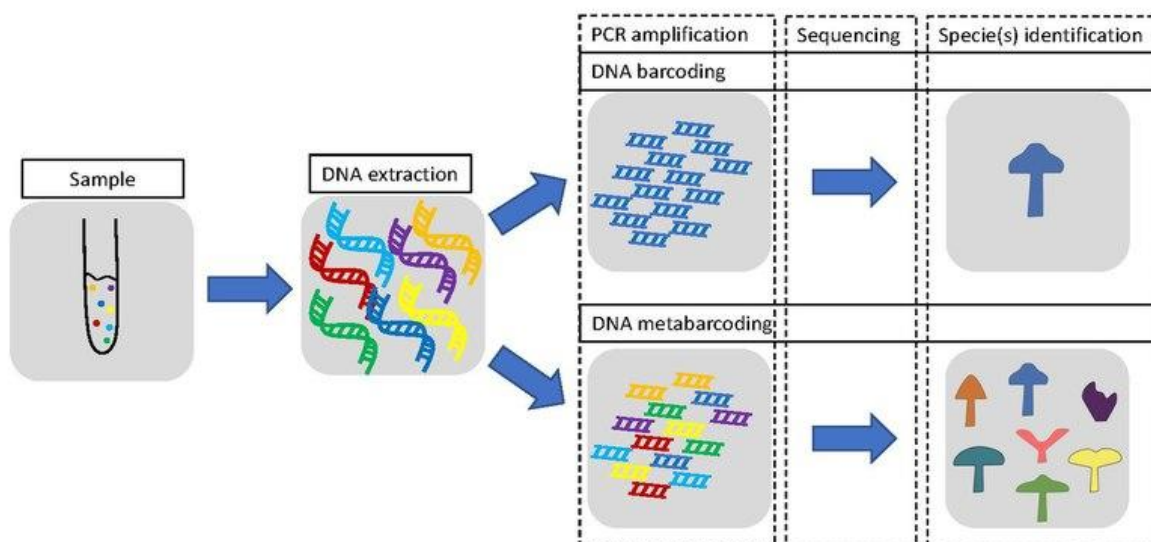 PCR amplification
Sequencing
Specie(s) identification
DNA barcoding
Sample
DNA extraction
DNA metabarcoding